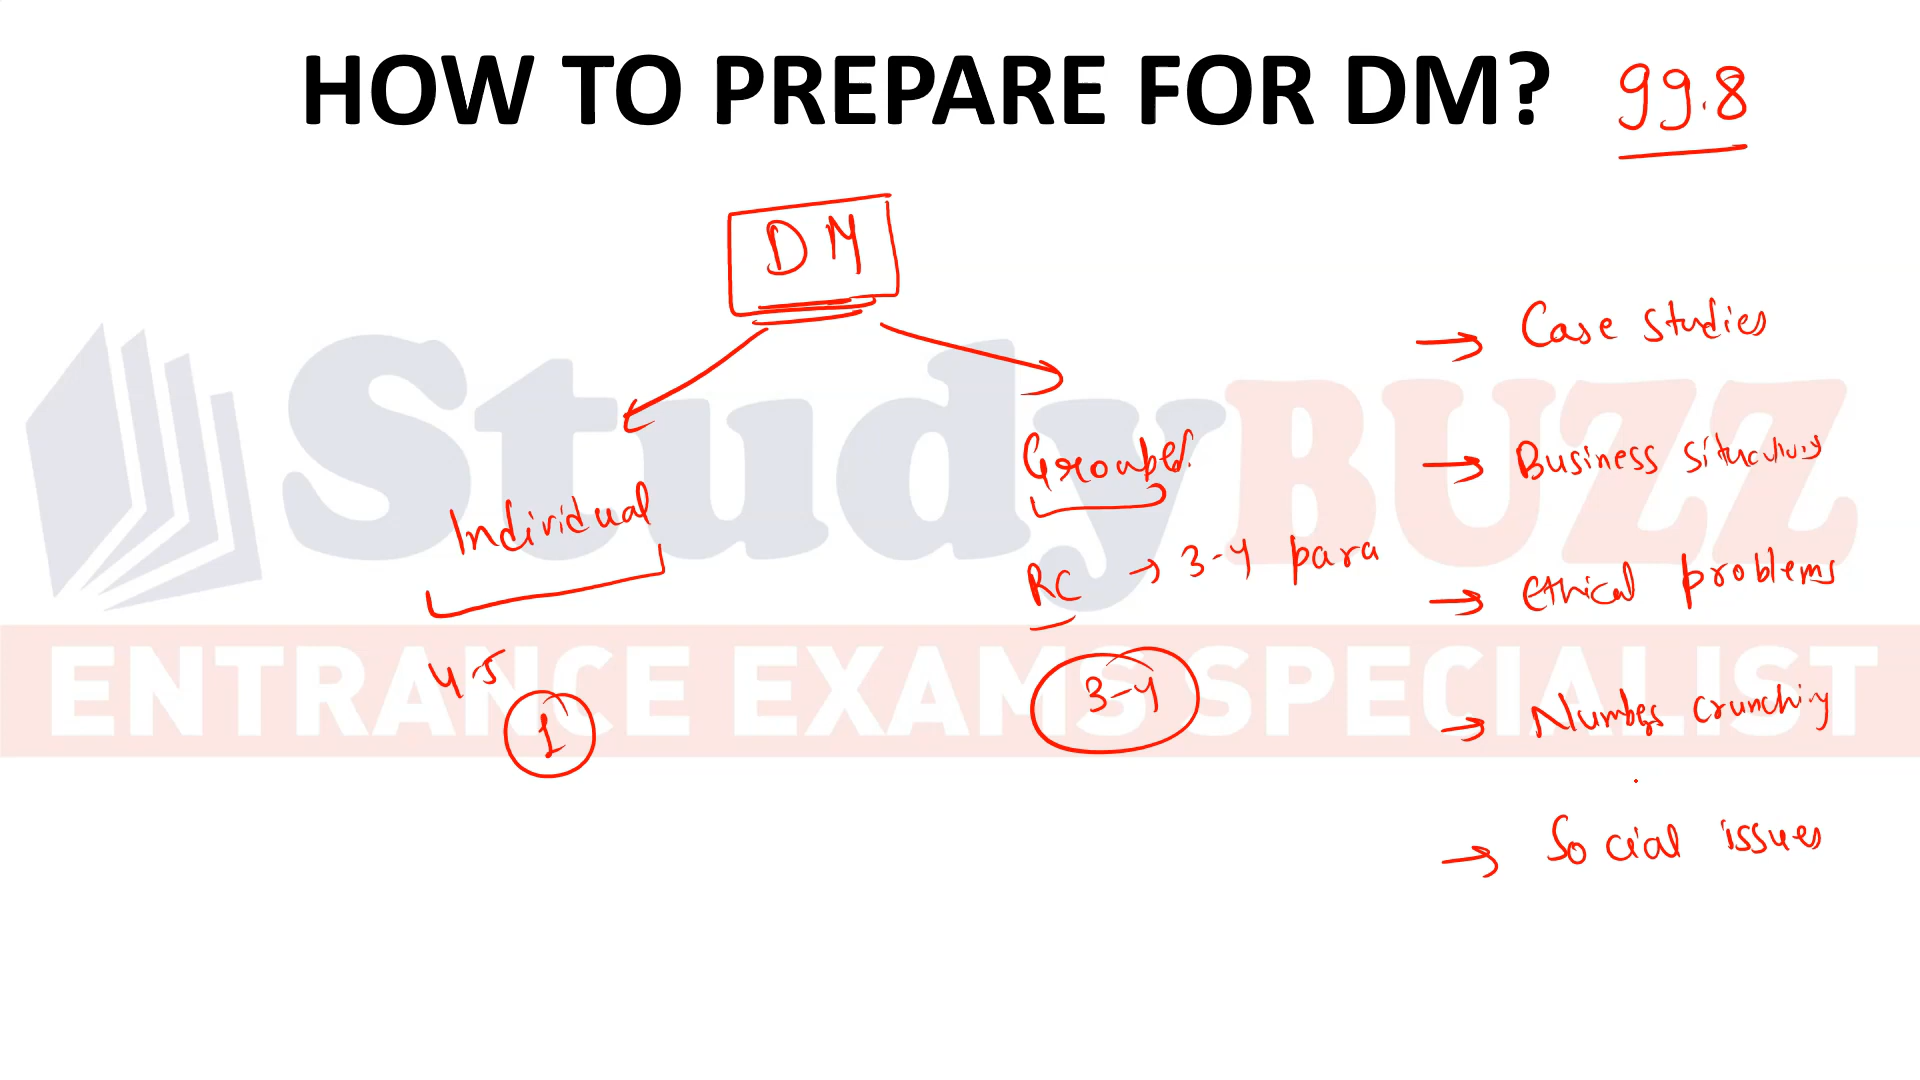 HOW TO PREPARE FOR DM? 99.8
DM
Individual
4-5
1
Grouped
RC → 3-4 para
3-4
→ Case studies
→ Business situations
→ Ethical problems
→ Numbers crunching
→ Social issues
StudyBUZZ
ENTRANCE EXAMS SPECIALIST